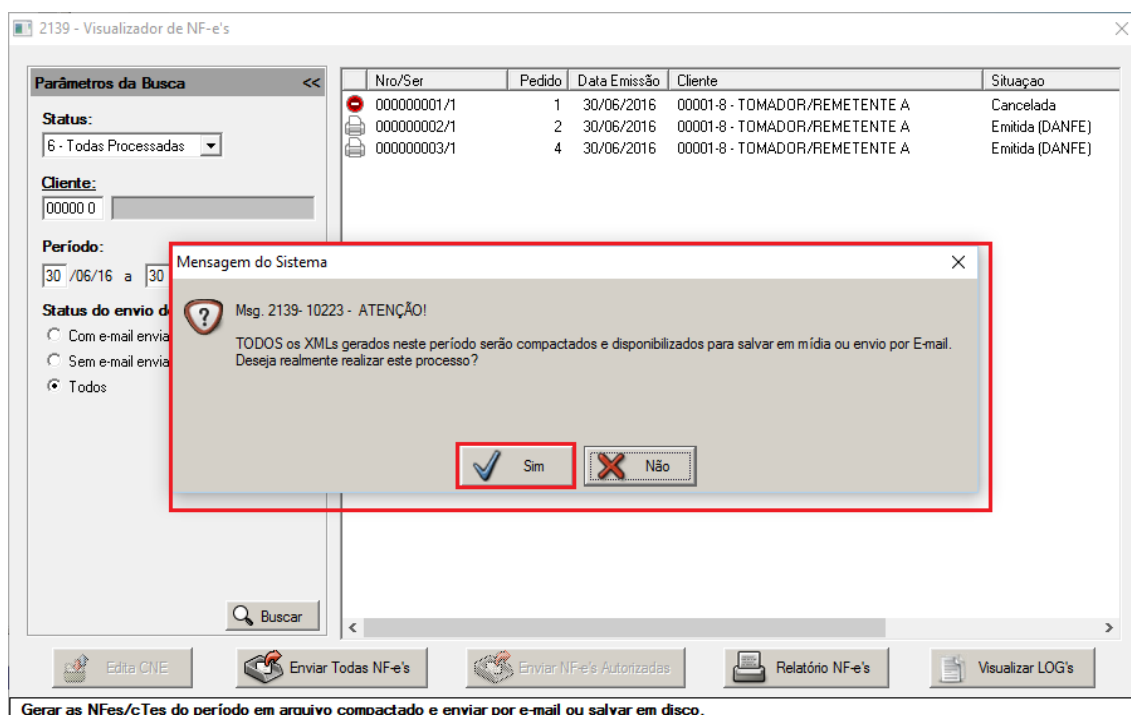 2139 - Visualizador de NF-e's
Parâmetros da Busca <<
Status:
6 - Todas Processadas
Cliente:
00000 0
Período:
30 /06/16 a 30
Status do envio d
Com e-mail envia
Sem e-mail envia
Todos
Buscar
Nro/Ser Pedido Data Emissão Cliente Situaçao
000000001/1 1 30/06/2016 00001-8 - TOMADOR/REMETENTE A Cancelada
000000002/1 2 30/06/2016 00001-8 - TOMADOR/REMETENTE A Emitida (DANFE)
000000003/1 4 30/06/2016 00001-8 - TOMADOR/REMETENTE A Emitida (DANFE)
Mensagem do Sistema
Msg. 2139- 10223 - ATENÇÃO!
TODOS os XMLs gerados neste período serão compactados e disponibilizados para salvar em mídia ou envio por E-mail.
Deseja realmente realizar este processo?
Sim Não
Edita CNE Enviar Todas NF-e's Enviar NF-e's Autorizadas Relatório NF-e's Visualizar LOG's
Gerar as NFes/cTes do período em arquivo compactado e enviar por e-mail ou salvar em disco.